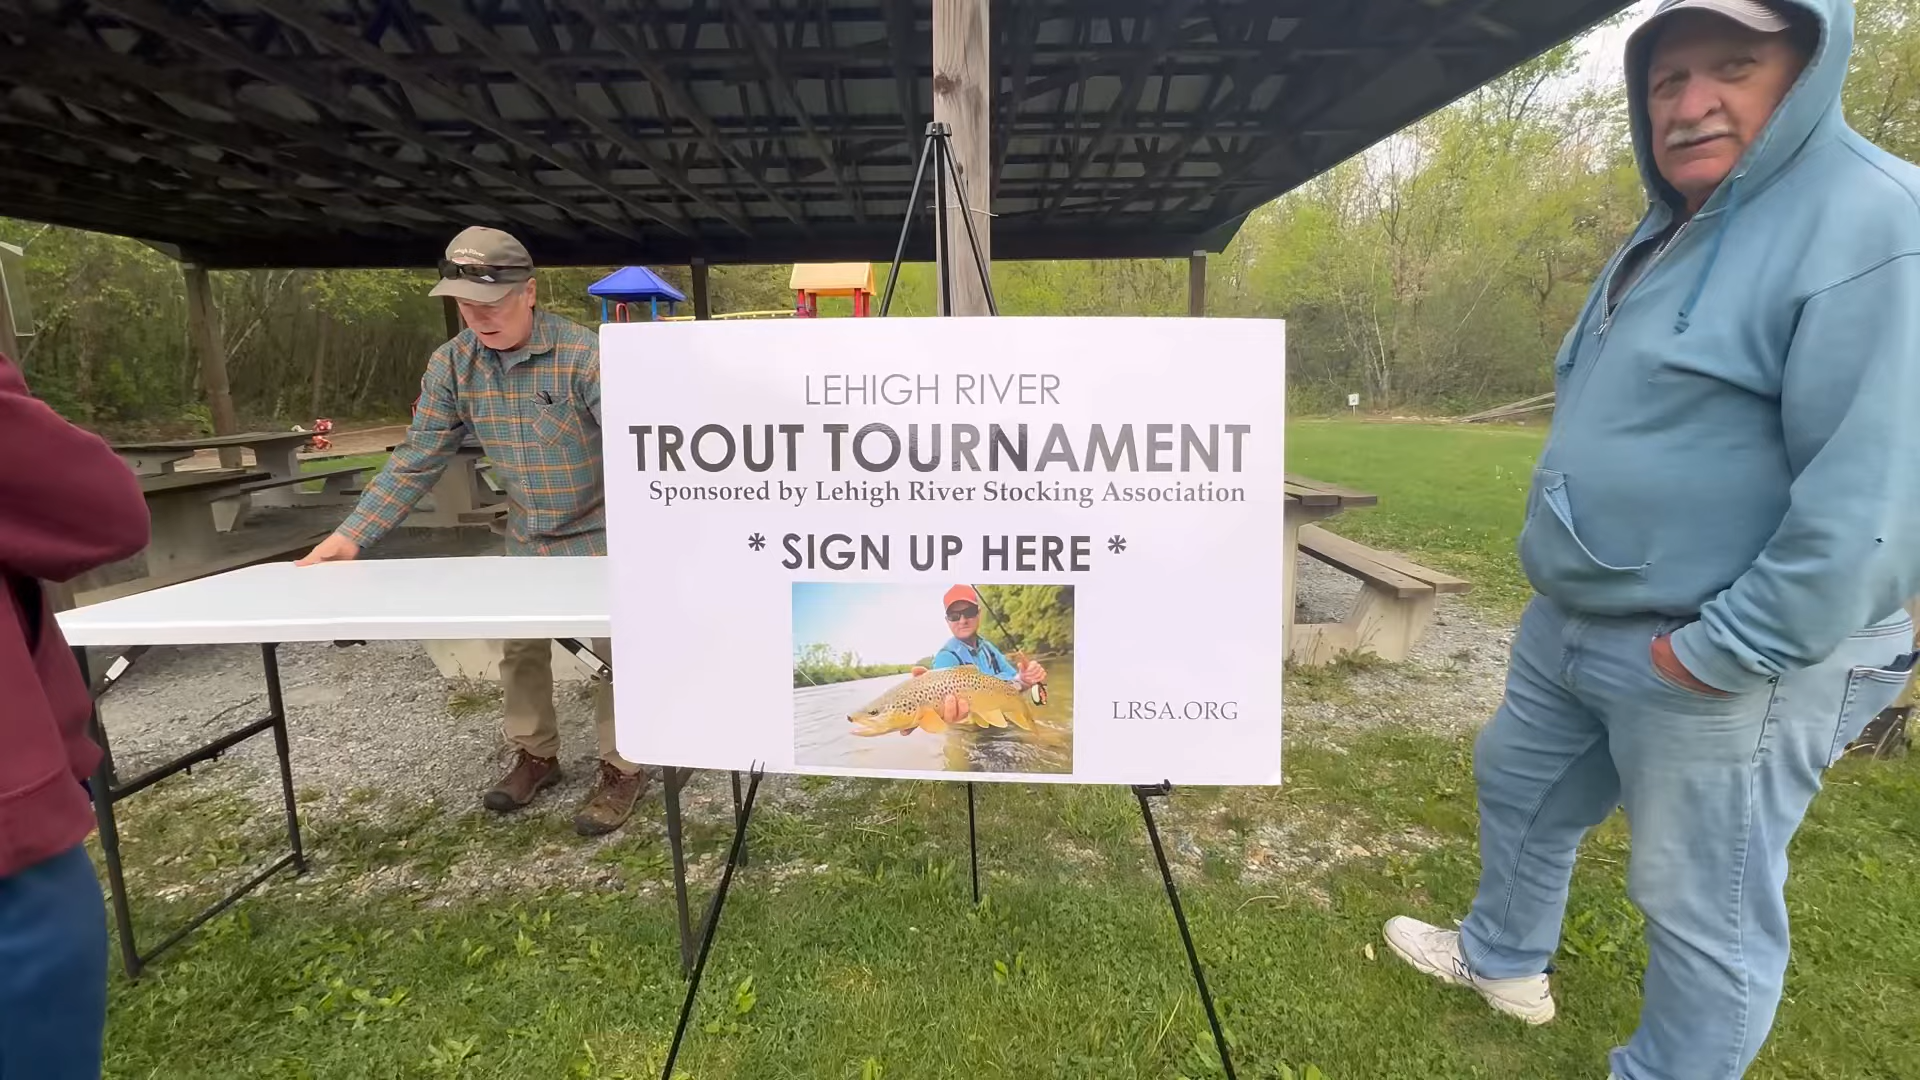 LEHIGH RIVER
TROUT TOURNAMENT
Sponsored by Lehigh River Stocking Association
* SIGN UP HERE *
LRSA.ORG